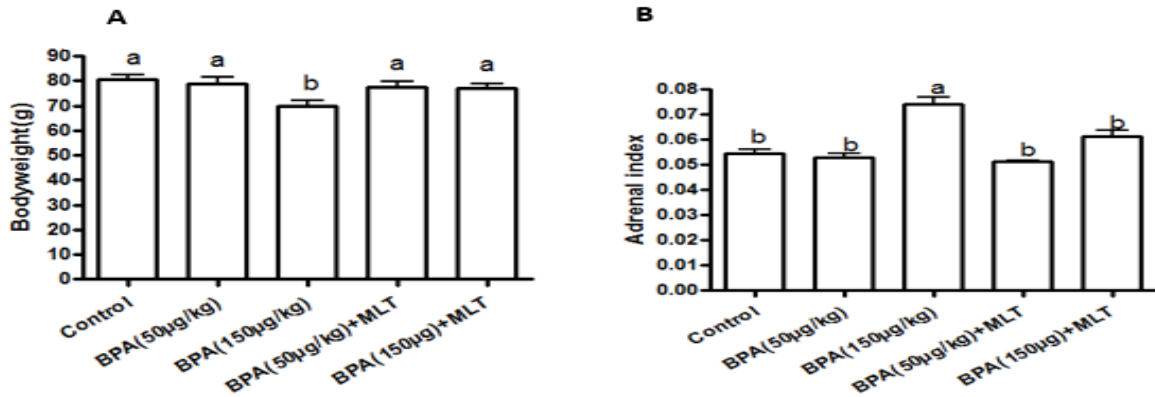 A
Bodyweight(g)
90
80
70
60
50
40
30
20
10
0
a
a
b
a
a
Control
BPA(50µg/kg)
BPA(150µg/kg)
BPA(50µg/kg)+MLT
BPA(150µg)+MLT
B
Adrenal index
0.08
0.07
0.06
0.05
0.04
0.03
0.02
0.01
0.00
b
b
a
b
b
Control
BPA(50µg/kg)
BPA(150µg/kg)
BPA(50µg/kg)+MLT
BPA(150µg)+MLT